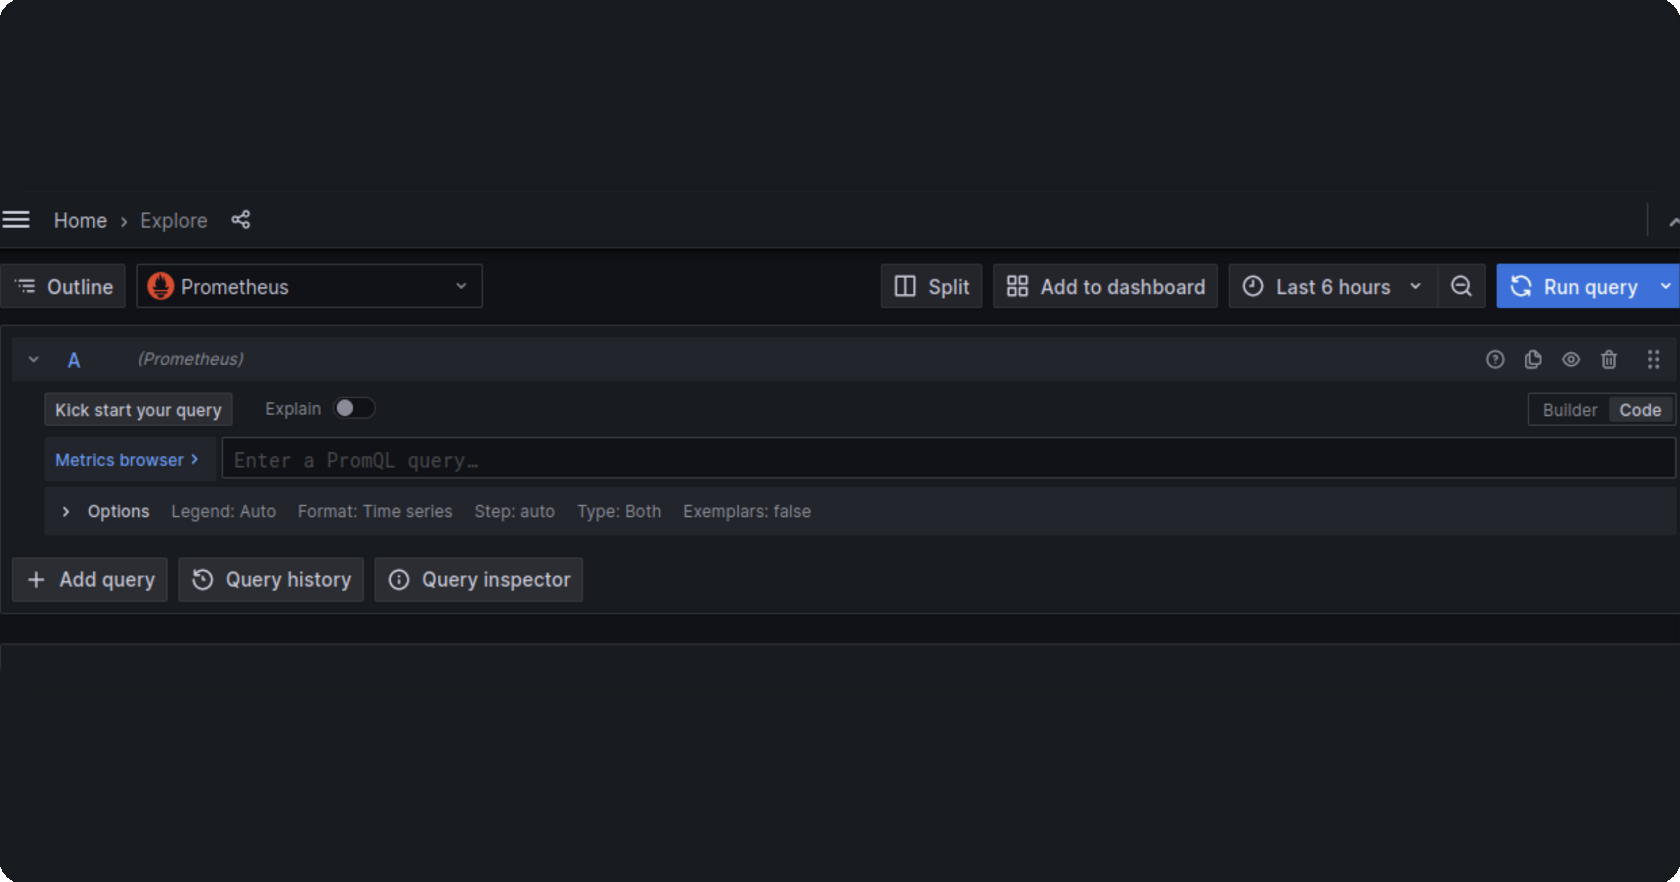 Home › Explore
Outline Prometheus Split Add to dashboard Last 6 hours Run query
A (Prometheus)
Kick start your query Explain Builder Code
Metrics browser › Enter a PromQL query…
› Options Legend: Auto Format: Time series Step: auto Type: Both Exemplars: false
+ Add query Query history Query inspector